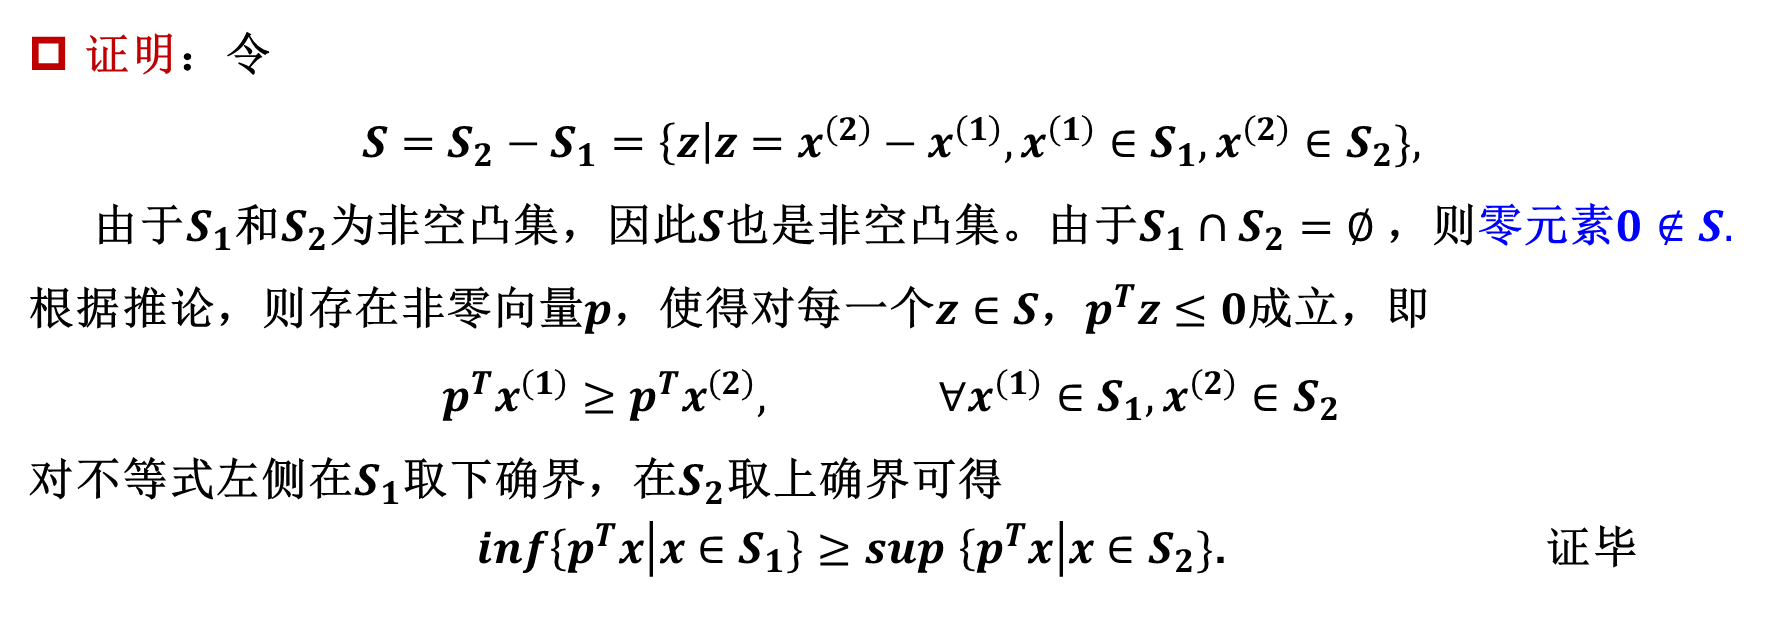 证明：令
S = S₂ − S₁ = {z|z = x⁽²⁾ − x⁽¹⁾, x⁽¹⁾ ∈ S₁, x⁽²⁾ ∈ S₂},
由于S₁和S₂为非空凸集，因此S也是非空凸集。由于S₁ ∩ S₂ = ∅，则零元素0 ∉ S.
根据推论，则存在非零向量p，使得对每一个z ∈ S，pᵀz ≤ 0成立，即
pᵀx⁽¹⁾ ≥ pᵀx⁽²⁾, ∀x⁽¹⁾ ∈ S₁, x⁽²⁾ ∈ S₂
对不等式左侧在S₁取下确界，在S₂取上确界可得
inf{pᵀx|x ∈ S₁} ≥ sup {pᵀx|x ∈ S₂}. 证毕